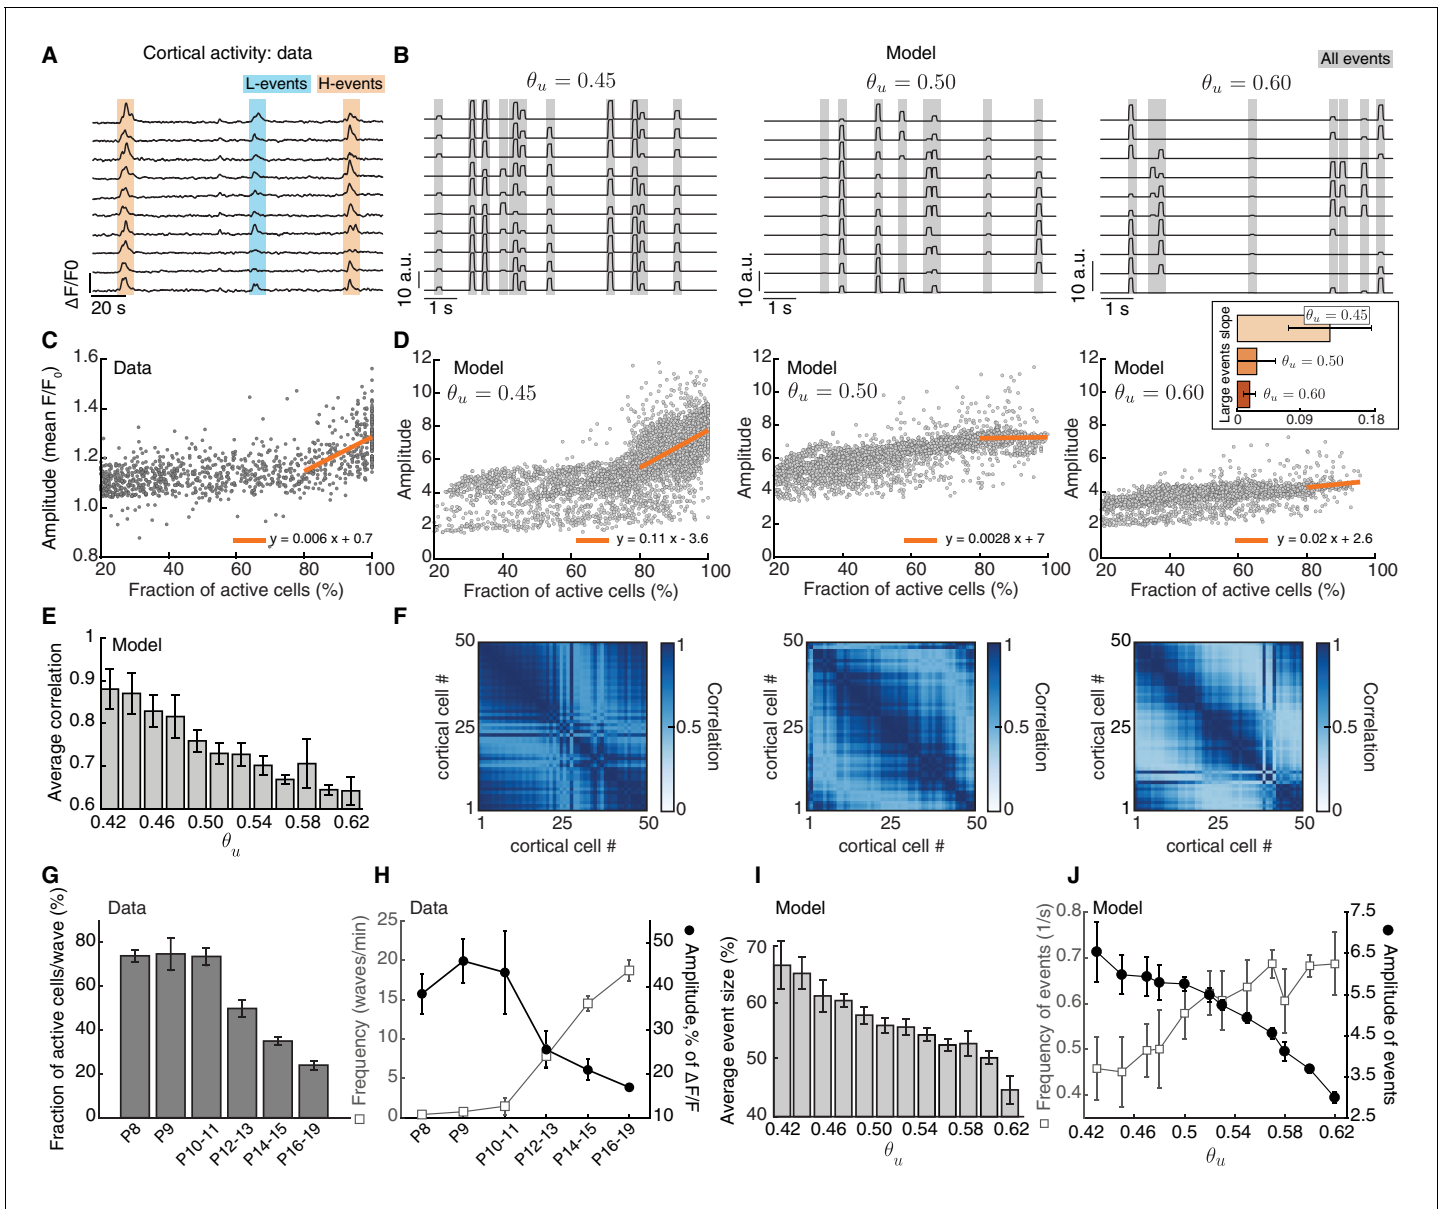 A
Cortical activity: data
L-events
H-events
ΔF/F0
20 s
B
Model
All events
θu = 0.45
θu = 0.50
θu = 0.60
10 a.u.
1 s
10 a.u.
1 s
10 a.u.
1 s
C
Data
Amplitude (mean F/F0)
1.6
1.4
1.2
1.0
0.8
20 40 60 80 100
Fraction of active cells (%)
y = 0.006 x + 0.7
D
Model
θu = 0.45
Amplitude
12
10
8
6
4
2
0
20 40 60 80 100
Fraction of active cells (%)
y = 0.11 x - 3.6
Model
θu = 0.50
Amplitude
12
10
8
6
4
2
0
20 40 60 80 100
Fraction of active cells (%)
y = 0.0028 x + 7
Model
θu = 0.60
Amplitude
12
10
8
6
4
2
0
20 40 60 80 100
Fraction of active cells (%)
y = 0.02 x + 2.6
Large events slope
θu = 0.45
θu = 0.50
θu = 0.60
0 0.09 0.18
E
Model
Average correlation
1
0.9
0.8
0.7
0.6
0.42 0.46 0.50 0.54 0.58 0.62
θu
F
cortical cell #
50
25
1
1 25 50
cortical cell #
Correlation
1
0.5
0
cortical cell #
50
25
1
1 25 50
cortical cell #
Correlation
1
0.5
0
cortical cell #
50
25
1
1 25 50
cortical cell #
Correlation
1
0.5
0
G
Data
Fraction of active cells/wave (%)
80
60
40
20
0
P8 P9 P10-11 P12-13 P14-15 P16-19
H
Data
Frequency (waves/min)
25
20
15
10
5
0
P8 P9 P10-11 P12-13 P14-15 P16-19
50
40
30
20
10
Amplitude,% of ΔF/F
I
Model
Average event size (%)
70
60
50
40
0.42 0.46 0.50 0.54 0.58 0.62
θu
J
Model
Frequency of events (1/s)
0.8
0.7
0.6
0.5
0.4
0.42 0.46 0.5 0.54 0.58 0.62
θu
7.5
6.5
5.5
4.5
3.5
2.5
Amplitude of events